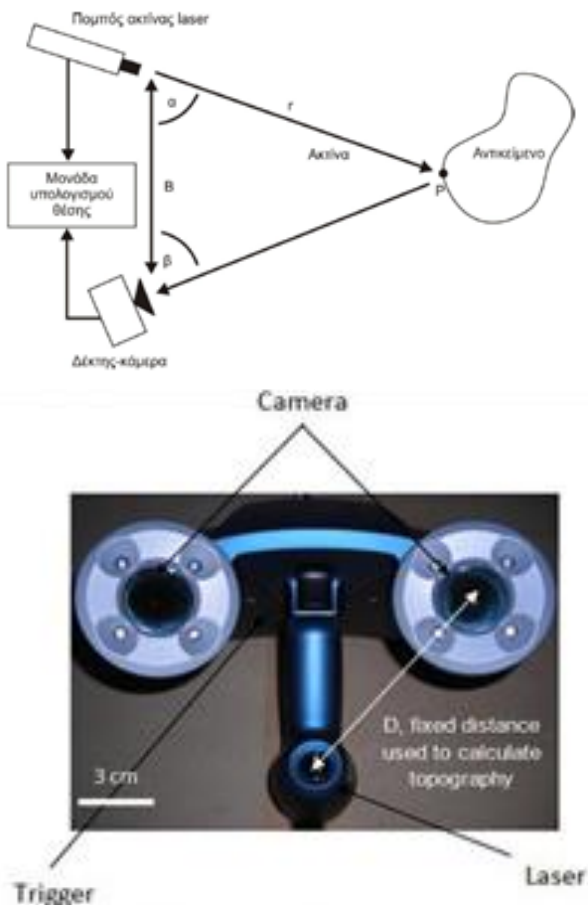 Πομπός ακτίνας laser
α
r
Ακτίνα
Αντικείμενο
P
Μονάδα
υπολογισμού
θέσης
B
β
Δέκτης-κάμερα
Camera
D, fixed distance
used to calculate
topography
3 cm
Laser
Trigger